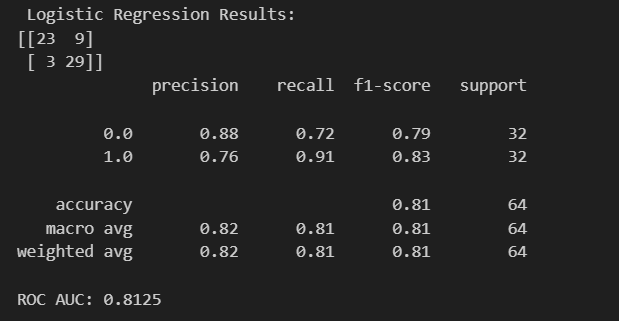 Logistic Regression Results:
[[23  9]
 [ 3 29]]
              precision    recall  f1-score   support

         0.0       0.88      0.72      0.79        32
         1.0       0.76      0.91      0.83        32

    accuracy                           0.81        64
   macro avg       0.82      0.81      0.81        64
weighted avg       0.82      0.81      0.81        64

ROC AUC: 0.8125